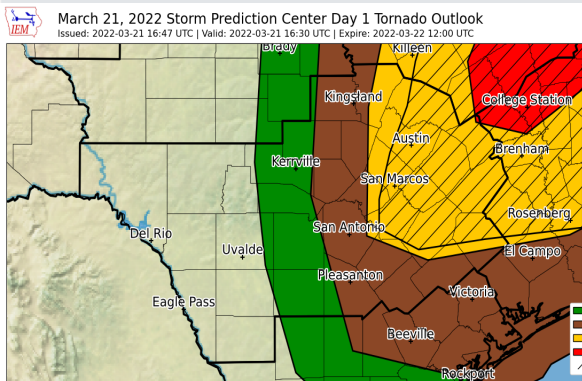 IEM
March 21, 2022 Storm Prediction Center Day 1 Tornado Outlook
Issued: 2022-03-21 16:47 UTC | Valid: 2022-03-21 16:30 UTC | Expire: 2022-03-22 12:00 UTC
Brady
Killeen
Kingsland
College Station
Austin
Brenham
Kerrville
San Marcos
Rosenberg
San Antonio
Del Rio
Uvalde
El Campo
Pleasanton
Eagle Pass
Victoria
Beeville
Rockport